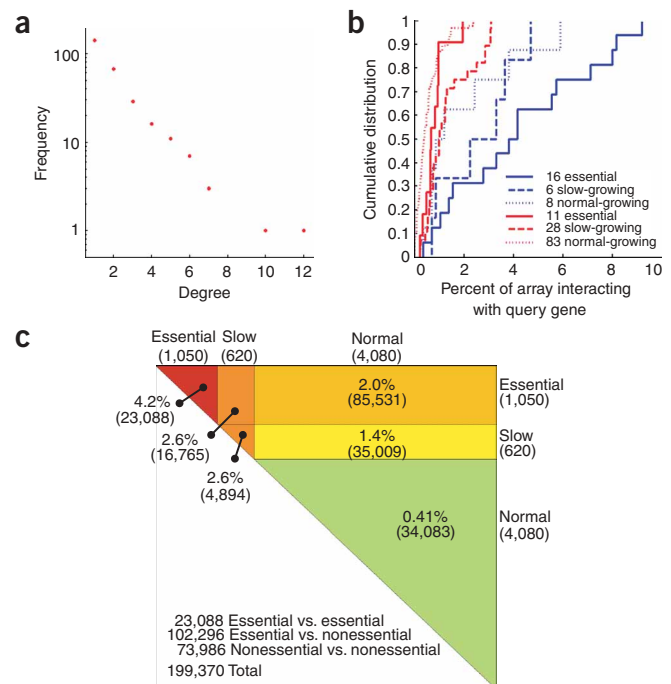 a
Frequency
100
10
1
2
4
6
8
10
12
Degree
b
Cumulative distribution
1
0.9
0.8
0.7
0.6
0.5
0.4
0.3
0.2
0.1
0
16 essential
6 slow-growing
8 normal-growing
11 essential
28 slow-growing
83 normal-growing
0
2
4
6
8
10
Percent of array interacting
with query gene
c
Essential
(1,050)
Slow
(620)
Normal
(4,080)
4.2%
(23,088)
2.0%
(85,531)
Essential
(1,050)
2.6%
(16,765)
1.4%
(35,009)
Slow
(620)
2.6%
(4,894)
0.41%
(34,083)
Normal
(4,080)
23,088 Essential vs. essential
102,296 Essential vs. nonessential
73,986 Nonessential vs. nonessential
199,370 Total